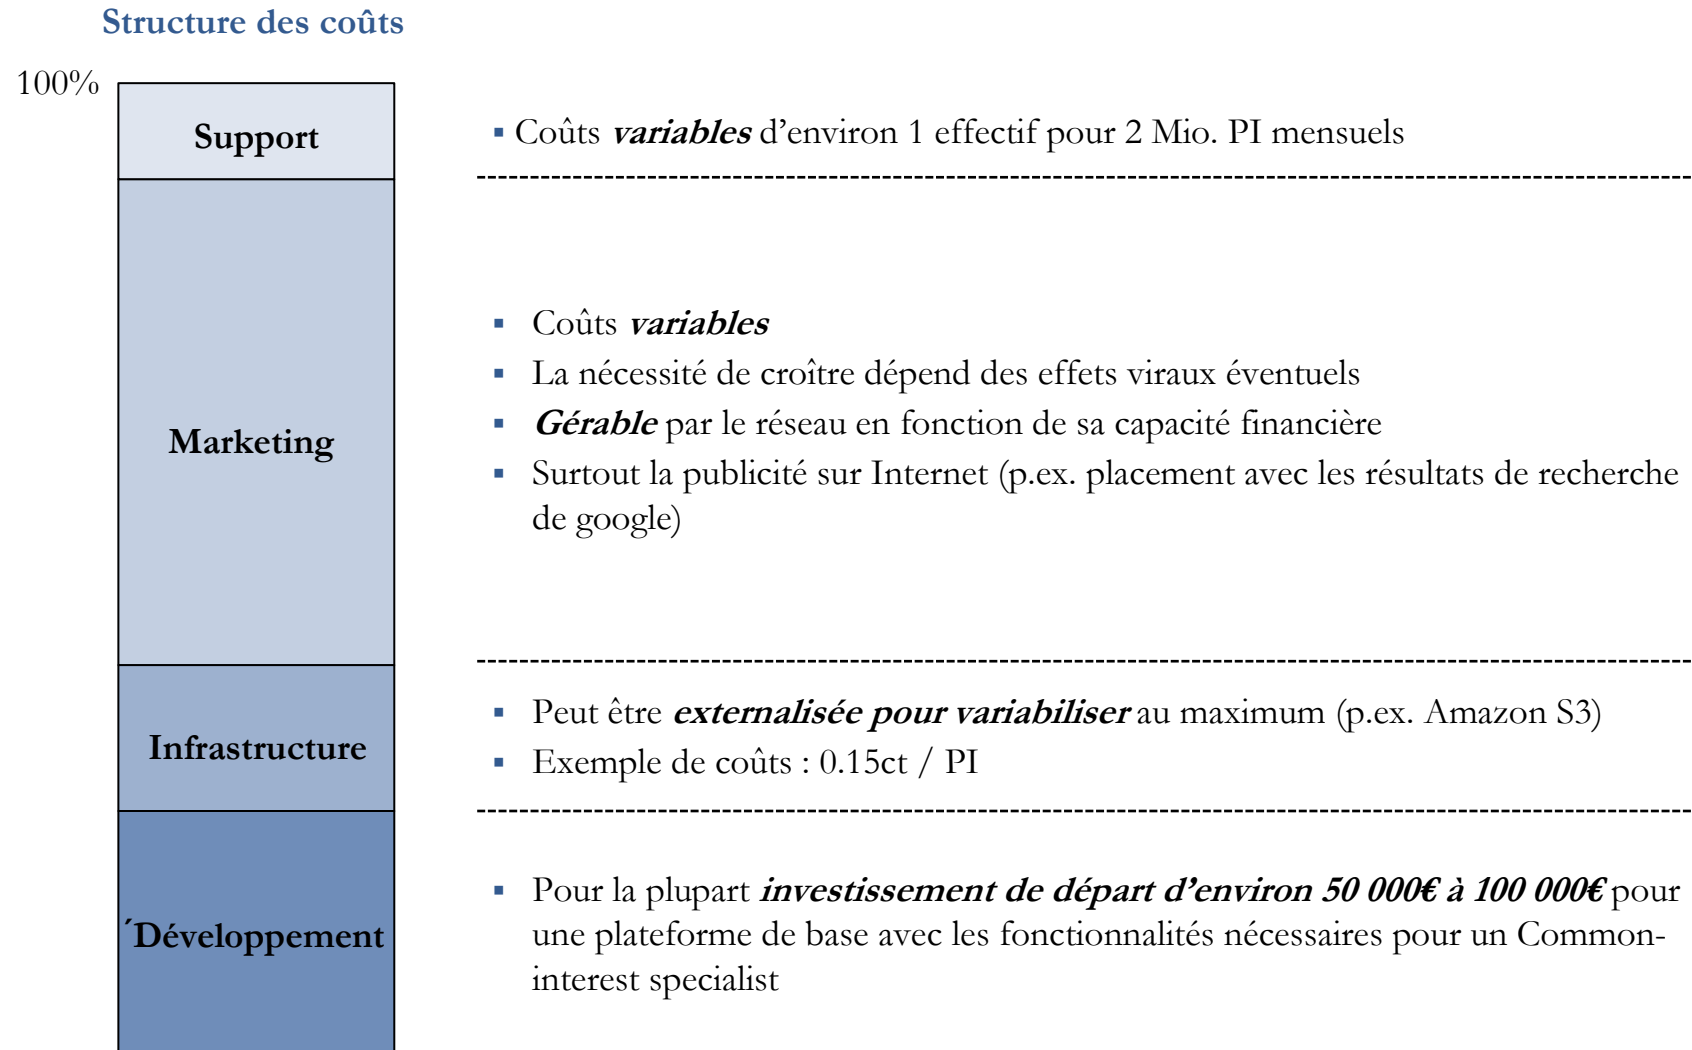 Structure des coûts
100%
Support
▪ Coûts variables d’environ 1 effectif pour 2 Mio. PI mensuels
Marketing
▪ Coûts variables
▪ La nécessité de croître dépend des effets viraux éventuels
▪ Gérable par le réseau en fonction de sa capacité financière
▪ Surtout la publicité sur Internet (p.ex. placement avec les résultats de recherche
de google)
Infrastructure
▪ Peut être externalisée pour variabiliser au maximum (p.ex. Amazon S3)
▪ Exemple de coûts : 0.15ct / PI
´Développement
▪ Pour la plupart investissement de départ d’environ 50 000€ à 100 000€ pour
une plateforme de base avec les fonctionnalités nécessaires pour un Common-
interest specialist